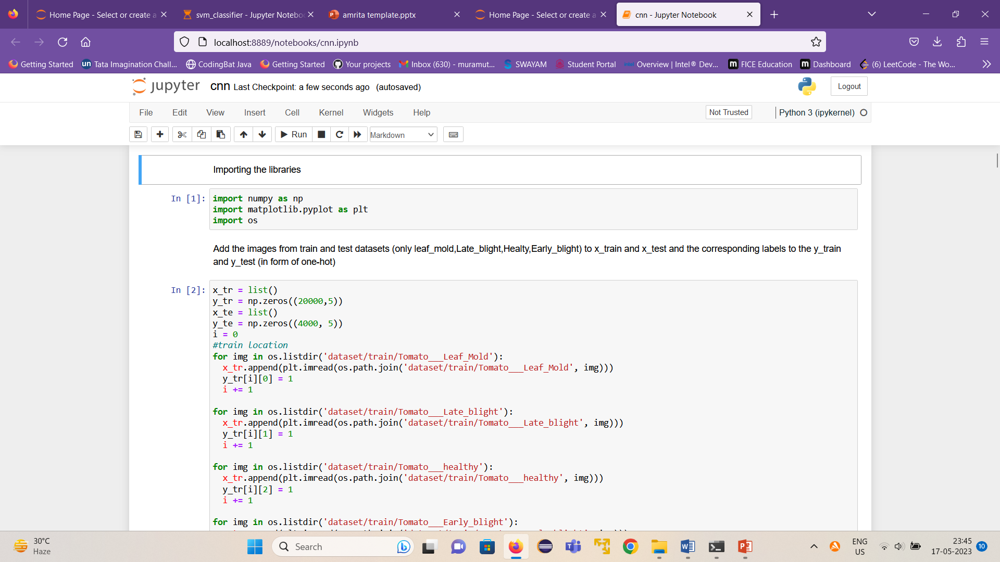 Home Page - Select or create a
svm_classifier - Jupyter Notebo
amrita template.pptx
Home Page - Select or create a
cnn - Jupyter Notebook
localhost:8889/notebooks/cnn.ipynb
Getting Started
un Tata Imagination Chall...
CodingBat Java
Getting Started
Your projects
Inbox (630) - muramut...
SWAYAM
Student Portal
intel Overview | Intel® Dev...
m FICE Education
m Dashboard
(6) LeetCode - The Wo...
jupyter cnn Last Checkpoint: a few seconds ago (autosaved)
Logout
File Edit View Insert Cell Kernel Widgets Help
Not Trusted
Python 3 (ipykernel)
Run
Markdown
Importing the libraries
In [1]: import numpy as np
import matplotlib.pyplot as plt
import os
Add the images from train and test datasets (only leaf_mold,Late_blight,Healty,Early_blight) to x_train and x_test and the corresponding labels to the y_train
and y_test (in form of one-hot)
In [2]: x_tr = list()
y_tr = np.zeros((20000,5))
x_te = list()
y_te = np.zeros((4000, 5))
i = 0
#train location
for img in os.listdir('dataset/train/Tomato___Leaf_Mold'):
x_tr.append(plt.imread(os.path.join('dataset/train/Tomato___Leaf_Mold', img)))
y_tr[i][0] = 1
i += 1
for img in os.listdir('dataset/train/Tomato___Late_blight'):
x_tr.append(plt.imread(os.path.join('dataset/train/Tomato___Late_blight', img)))
y_tr[i][1] = 1
i += 1
for img in os.listdir('dataset/train/Tomato___healthy'):
x_tr.append(plt.imread(os.path.join('dataset/train/Tomato___healthy', img)))
y_tr[i][2] = 1
i += 1
for img in os.listdir('dataset/train/Tomato___Early_blight'):
30°C
Haze
Search
ENG
US
23:45
17-05-2023
10